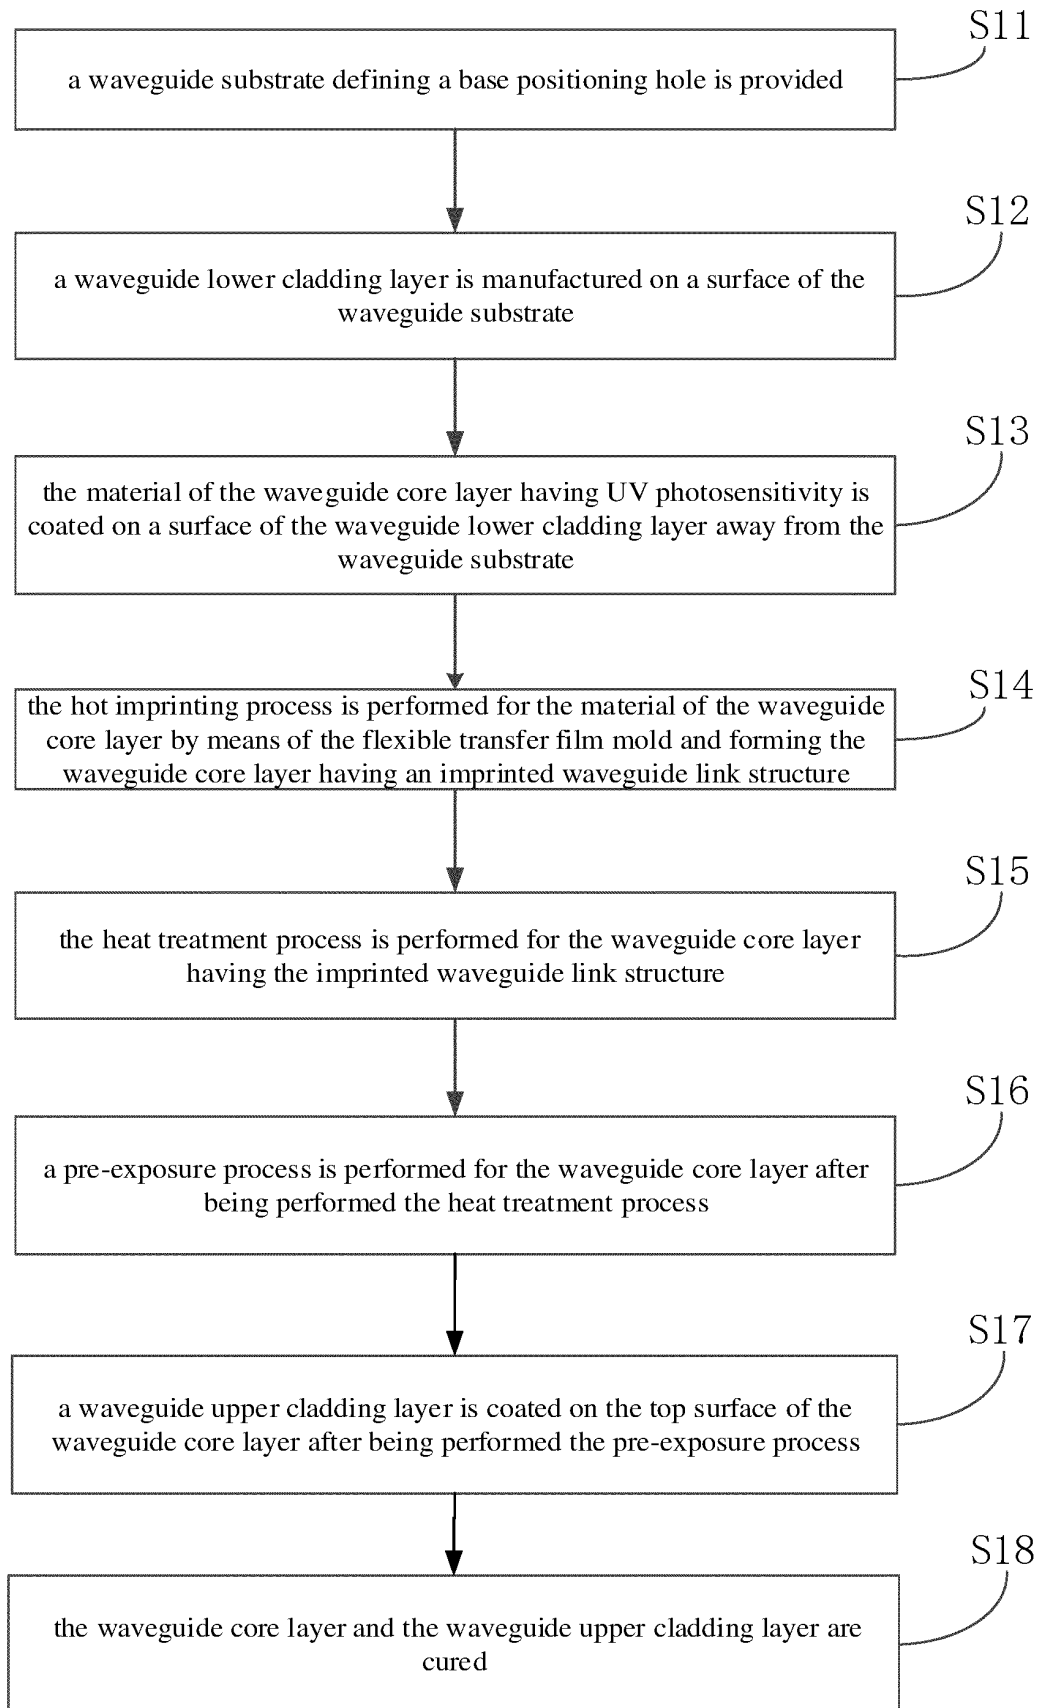 S11
a waveguide substrate defining a base positioning hole is provided
S12
a waveguide lower cladding layer is manufactured on a surface of the
waveguide substrate
S13
the material of the waveguide core layer having UV photosensitivity is
coated on a surface of the waveguide lower cladding layer away from the
waveguide substrate
S14
the hot imprinting process is performed for the material of the waveguide
core layer by means of the flexible transfer film mold and forming the
waveguide core layer having an imprinted waveguide link structure
S15
the heat treatment process is performed for the waveguide core layer
having the imprinted waveguide link structure
S16
a pre-exposure process is performed for the waveguide core layer after
being performed the heat treatment process
S17
a waveguide upper cladding layer is coated on the top surface of the
waveguide core layer after being performed the pre-exposure process
S18
the waveguide core layer and the waveguide upper cladding layer are
cured